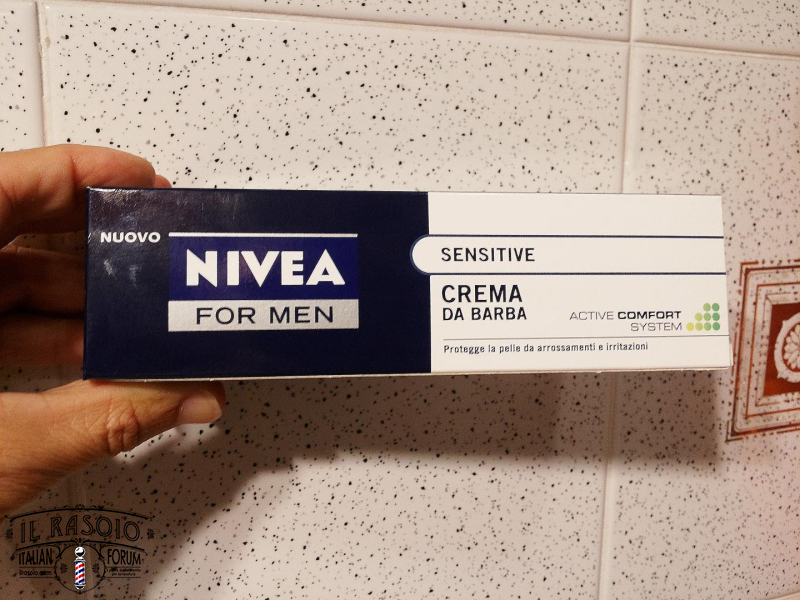 NUOVO
NIVEA
FOR MEN
SENSITIVE
CREMA
DA BARBA
ACTIVE COMFORT
SYSTEM
Protegge la pelle da arrossamenti e irritazioni
IL RASOIO
ITALIAN FORUM